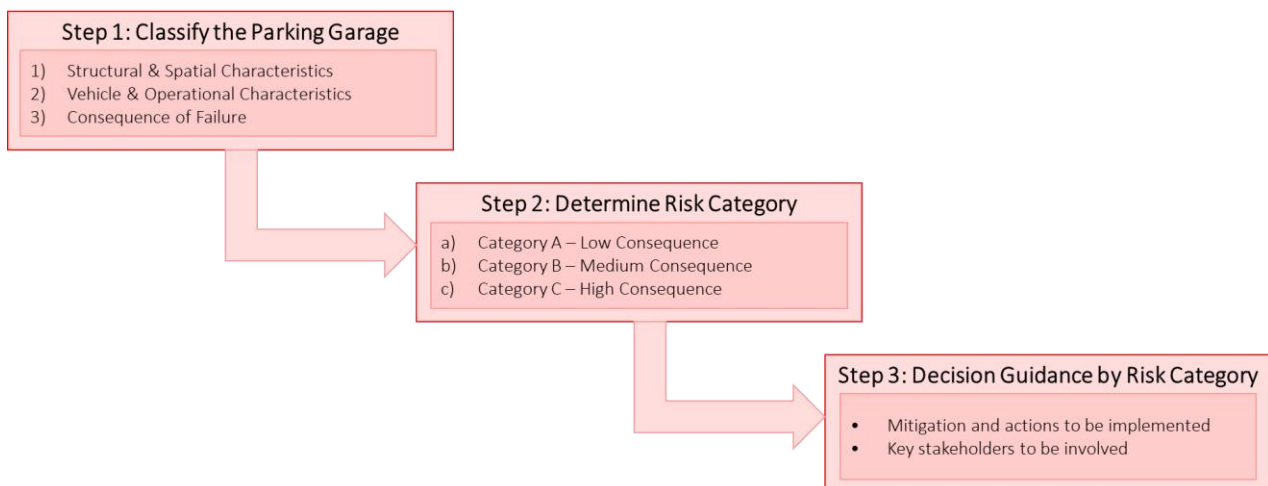 Step 1: Classify the Parking Garage
1) Structural & Spatial Characteristics
2) Vehicle & Operational Characteristics
3) Consequence of Failure
Step 2: Determine Risk Category
a) Category A – Low Consequence
b) Category B – Medium Consequence
c) Category C – High Consequence
Step 3: Decision Guidance by Risk Category
• Mitigation and actions to be implemented
• Key stakeholders to be involved